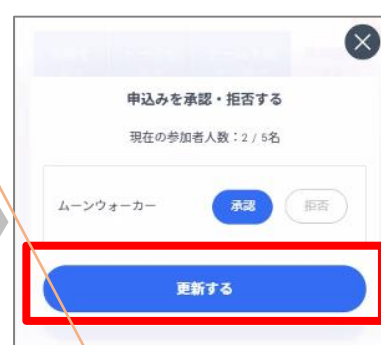 申込みを承認・拒否する
現在の参加者人数：2 / 5名
ムーンウォーカー 承認 拒否
更新する